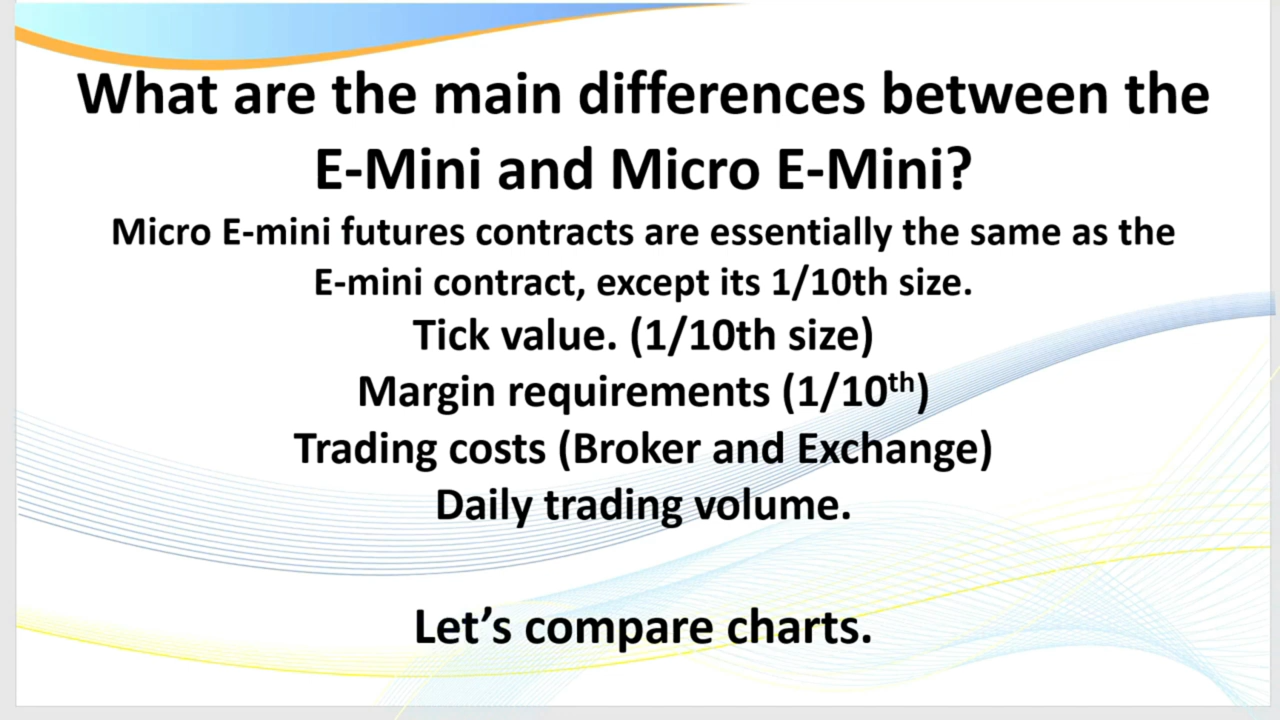 What are the main differences between the
E-Mini and Micro E-Mini?
Micro E-mini futures contracts are essentially the same as the
E-mini contract, except its 1/10th size.
Tick value. (1/10th size)
Margin requirements (1/10th)
Trading costs (Broker and Exchange)
Daily trading volume.
Let’s compare charts.